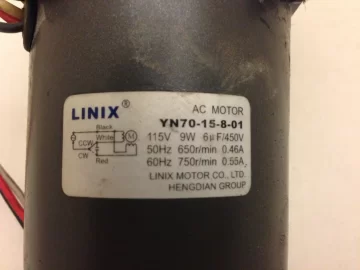 LINIX®
AC MOTOR
YN70-15-8-01
Black
White
M
CCW
CW
Red
115V 9W 6µF/450V
50Hz 650r/min 0.46A
60Hz 750r/min 0.55A
LINIX MOTOR CO., LTD.
HENGDIAN GROUP